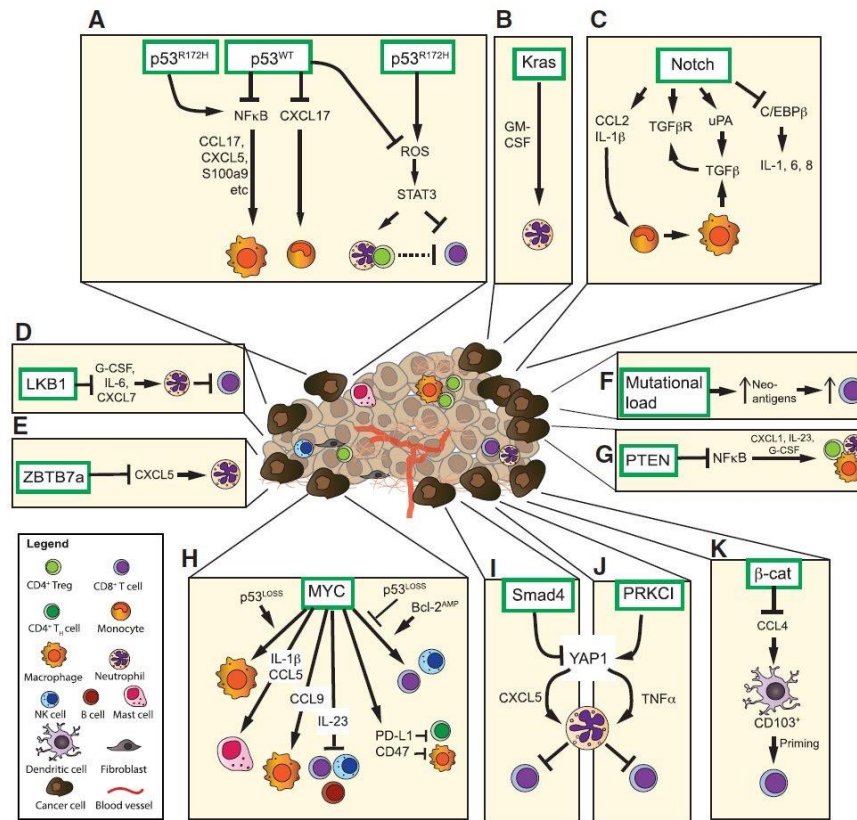 A
p53R172H
p53WT
p53R172H
NFκB
CXCL17
CCL17,
CXCL5,
S100a9
etc
ROS
STAT3
B
Kras
GM-
CSF
C
Notch
CCL2
IL-1β
TGFβR
uPA
C/EBPβ
TGFβ
IL-1, 6, 8
D
LKB1
G-CSF,
IL-6,
CXCL7
E
ZBTB7a
CXCL5
F
Mutational
load
Neo-
antigens
G
PTEN
NFκB
CXCL1, IL-23,
G-CSF
Legend
CD4+ Treg
CD8+ T cell
CD4+ TH cell
Monocyte
Macrophage
Neutrophil
NK cell
B cell
Mast cell
Dendritic cell
Fibroblast
Cancer cell
Blood vessel
H
p53LOSS
MYC
p53LOSS
Bcl-2AMP
IL-1β
CCL5
CCL9
IL-23
PD-L1
CD47
I
Smad4
J
PRKCI
YAP1
CXCL5
TNFα
K
β-cat
CCL4
CD103+
Priming